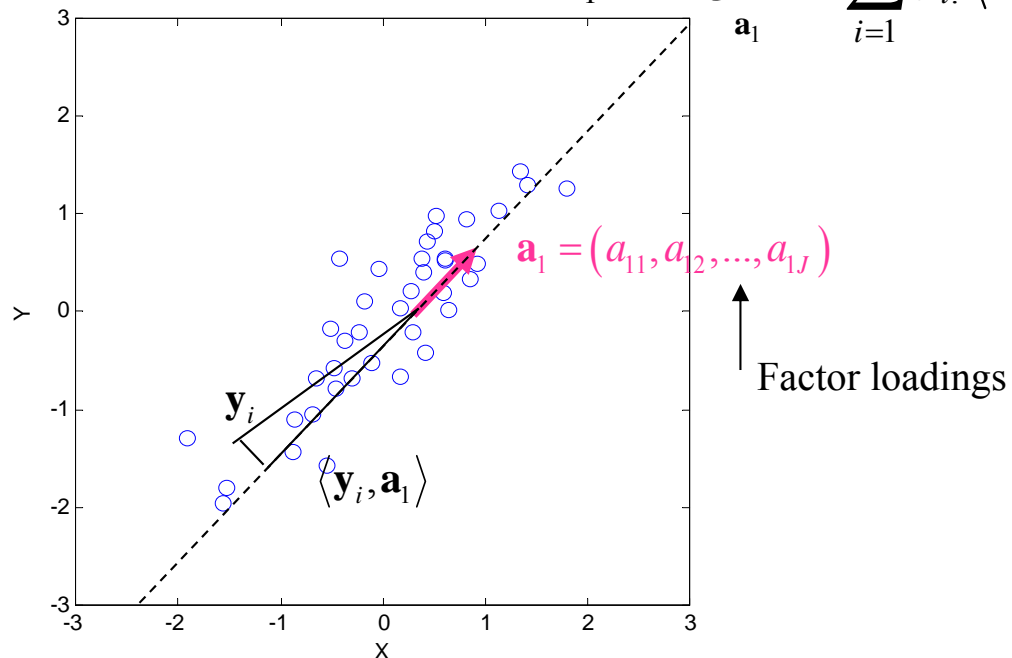 a₁ i=1
3
2
1
0
-1
-2
-3
-3 -2 -1 0 1 2 3
X
Y
a₁ = (a₁₁, a₁₂, ..., a₁J)
Factor loadings
yᵢ
⟨yᵢ, a₁⟩